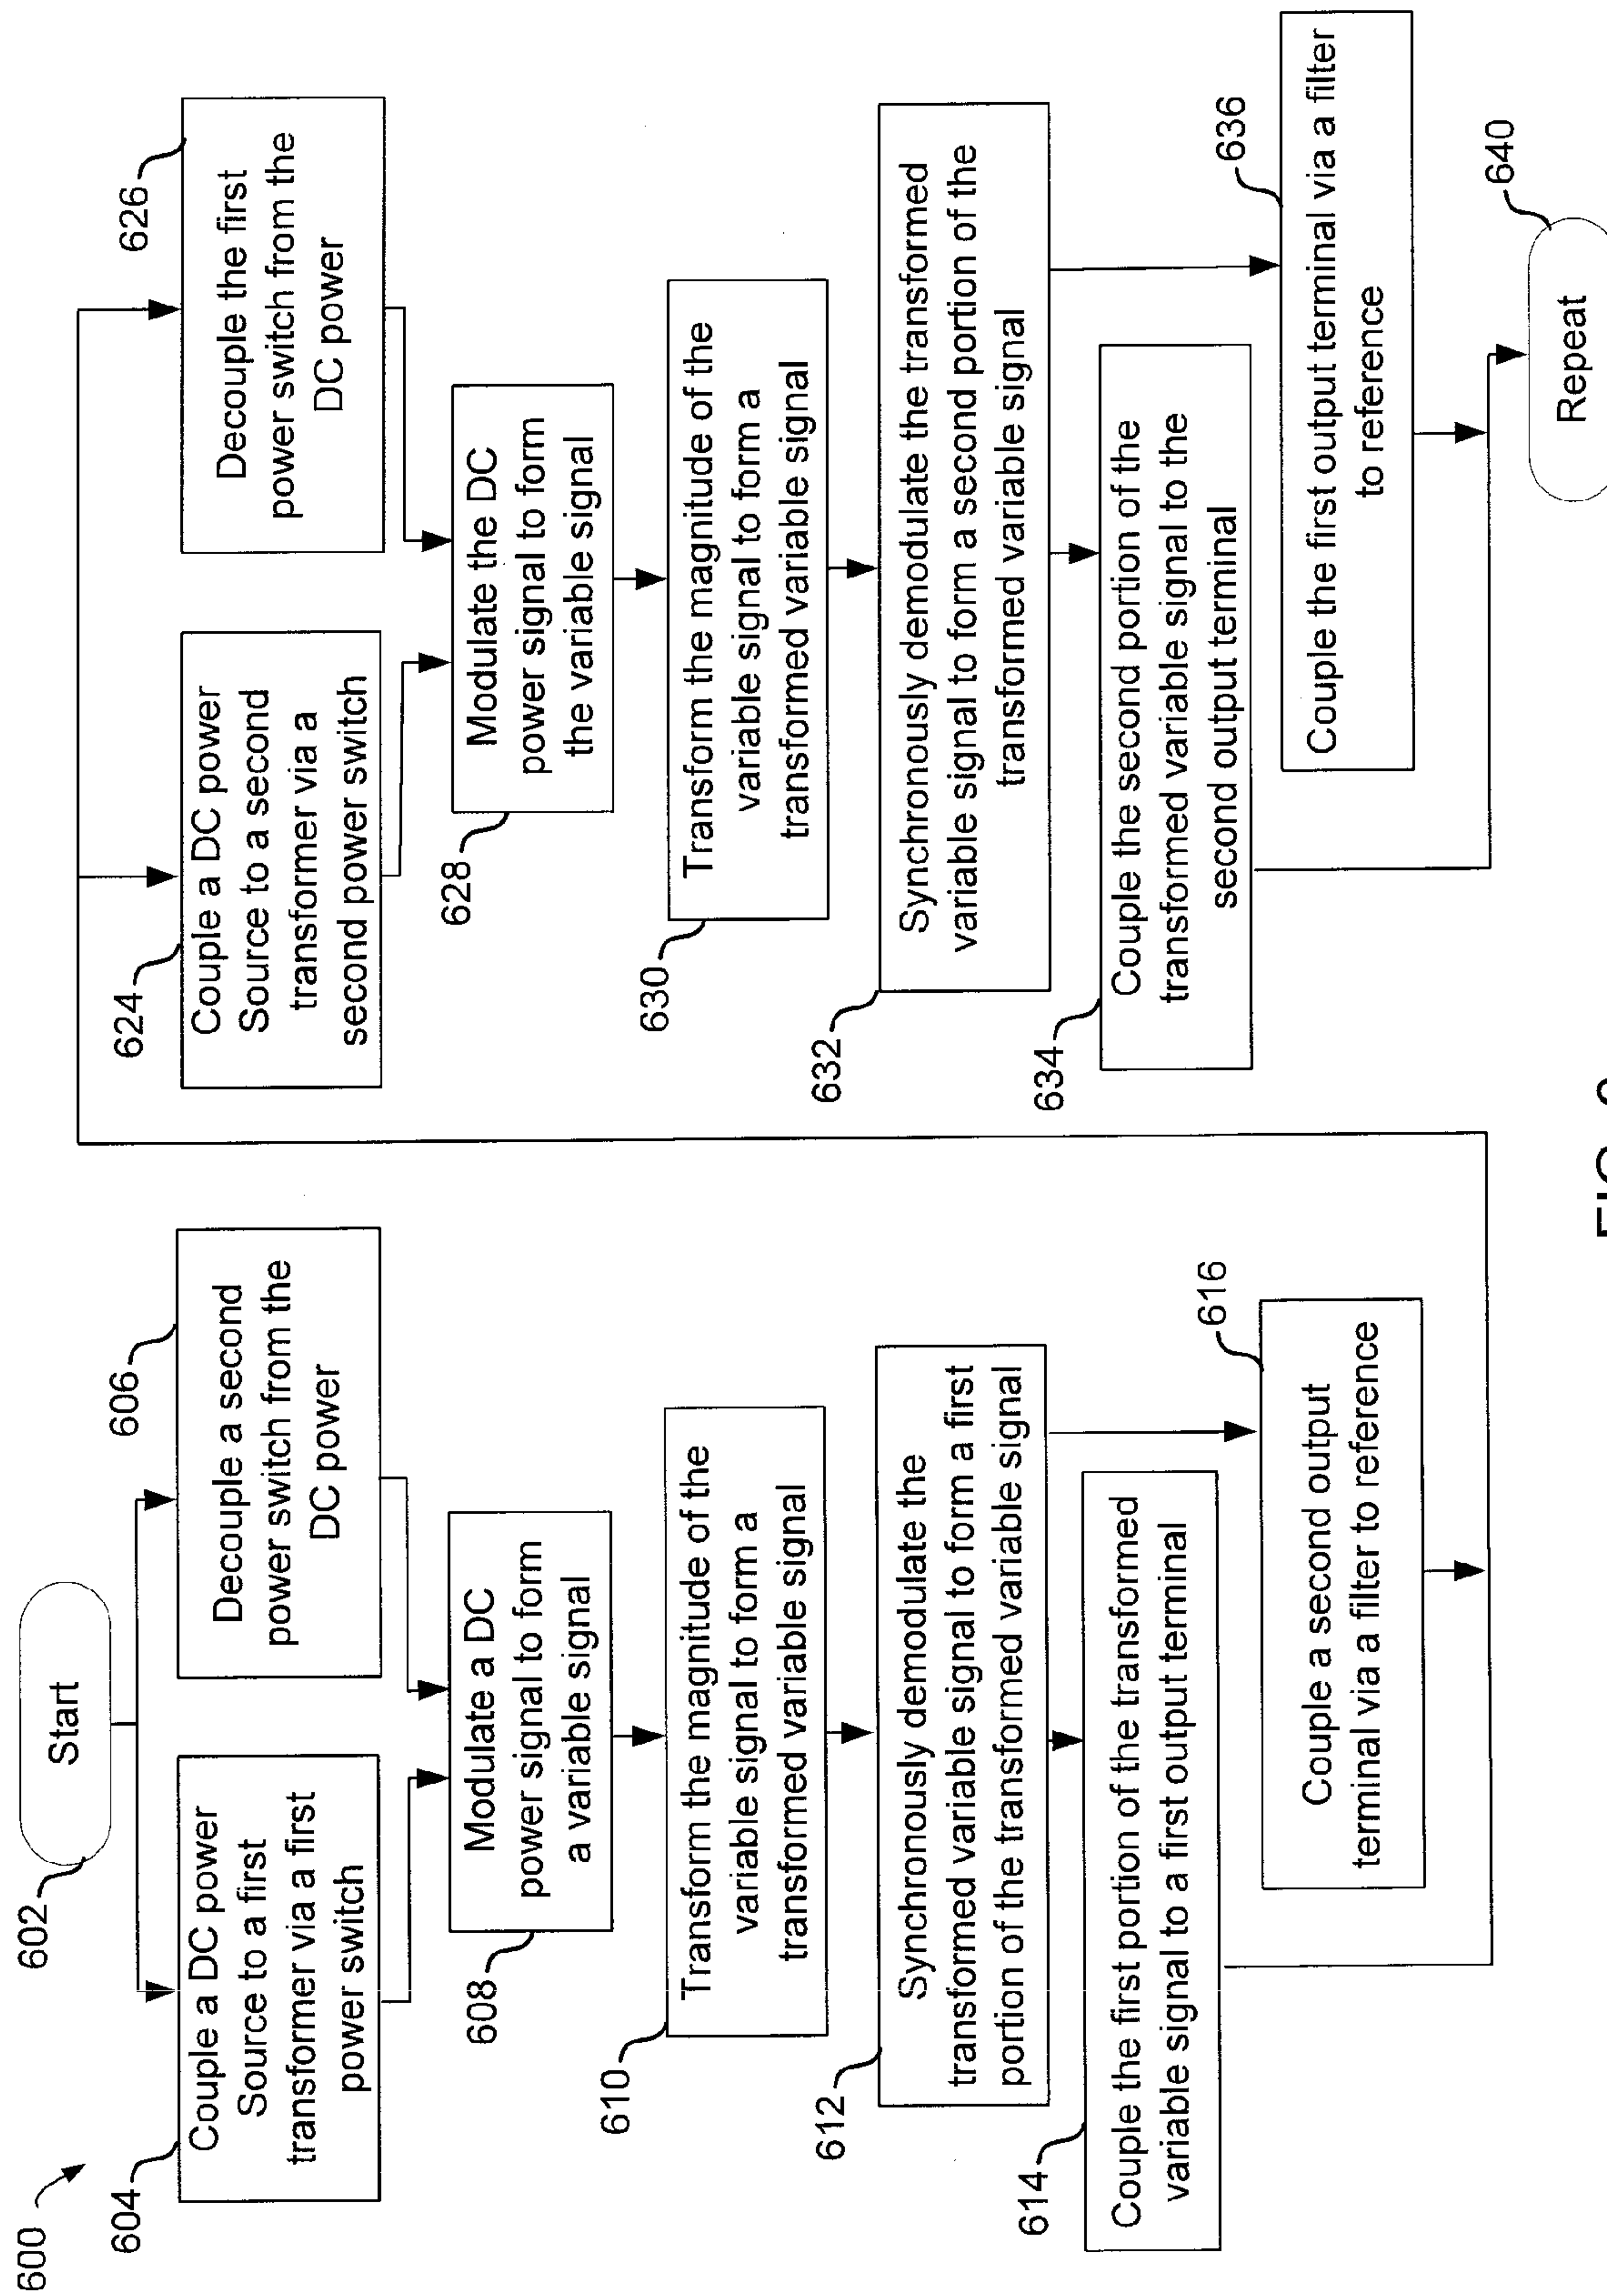 600
602
Start
604
Couple a DC power
Source to a first
transformer via a first
power switch
606
Decouple a second
power switch from the
DC power
608
Modulate a DC
power signal to form
a variable signal
610
Transform the magnitude of the
variable signal to form a
transformed variable signal
612
Synchronously demodulate the
transformed variable signal to form a first
portion of the transformed variable signal
614
Couple the first portion of the transformed
variable signal to a first output terminal
616
Couple a second output
terminal via a filter to reference
624
Couple a DC power
Source to a second
transformer via a
second power switch
626
Decouple the first
power switch from the
DC power
628
Modulate the DC
power signal to form
the variable signal
630
Transform the magnitude of the
variable signal to form a
transformed variable signal
632
Synchronously demodulate the transformed
variable signal to form a second portion of the
transformed variable signal
634
Couple the second portion of the
transformed variable signal to the
second output terminal
636
Couple the first output terminal via a filter
to reference
640
Repeat
FIG.